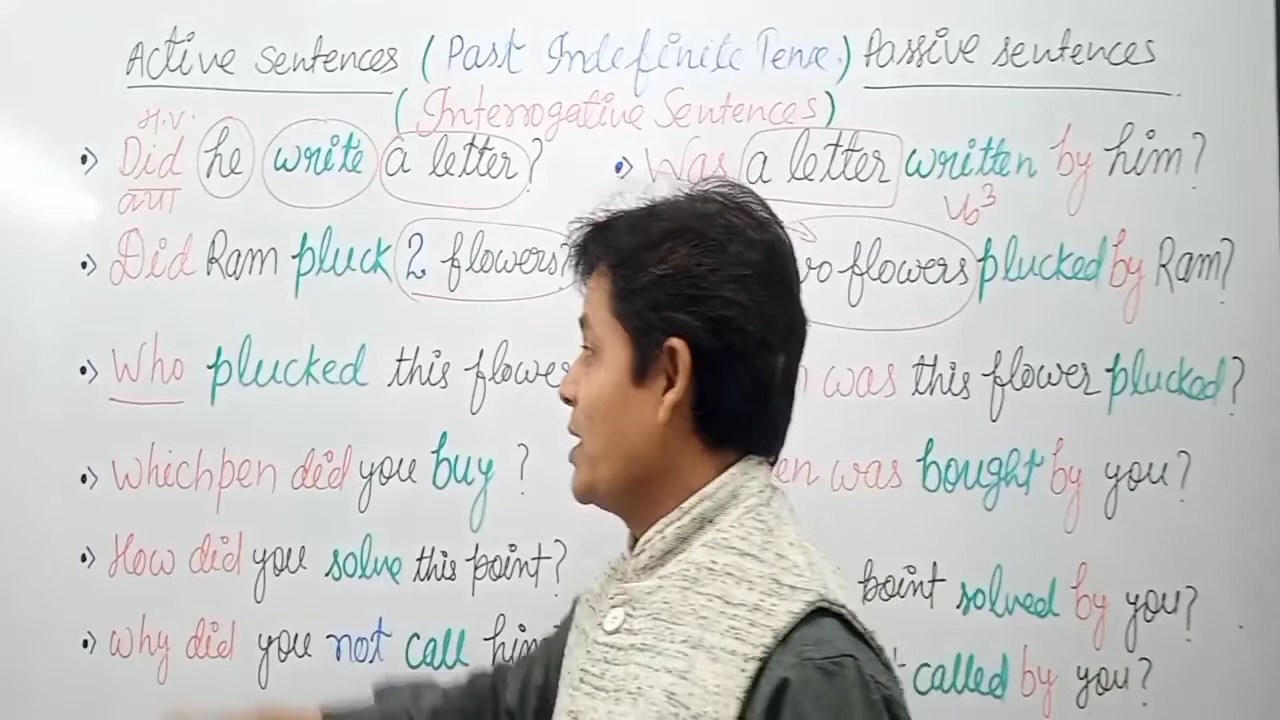 Active Sentences ( Past Indefinite Tense ) Passive sentences
( Interrogative Sentences )
H.V.
Did he write a letter? Was a letter written by him?
Vb3
Did Ram pluck 2 flowers? flowers plucked by Ram?
Who plucked this was this flower plucked?
Which pen did you buy ? was bought by you?
How did you solve this point? point solved by you?
Why did you not call called by you?